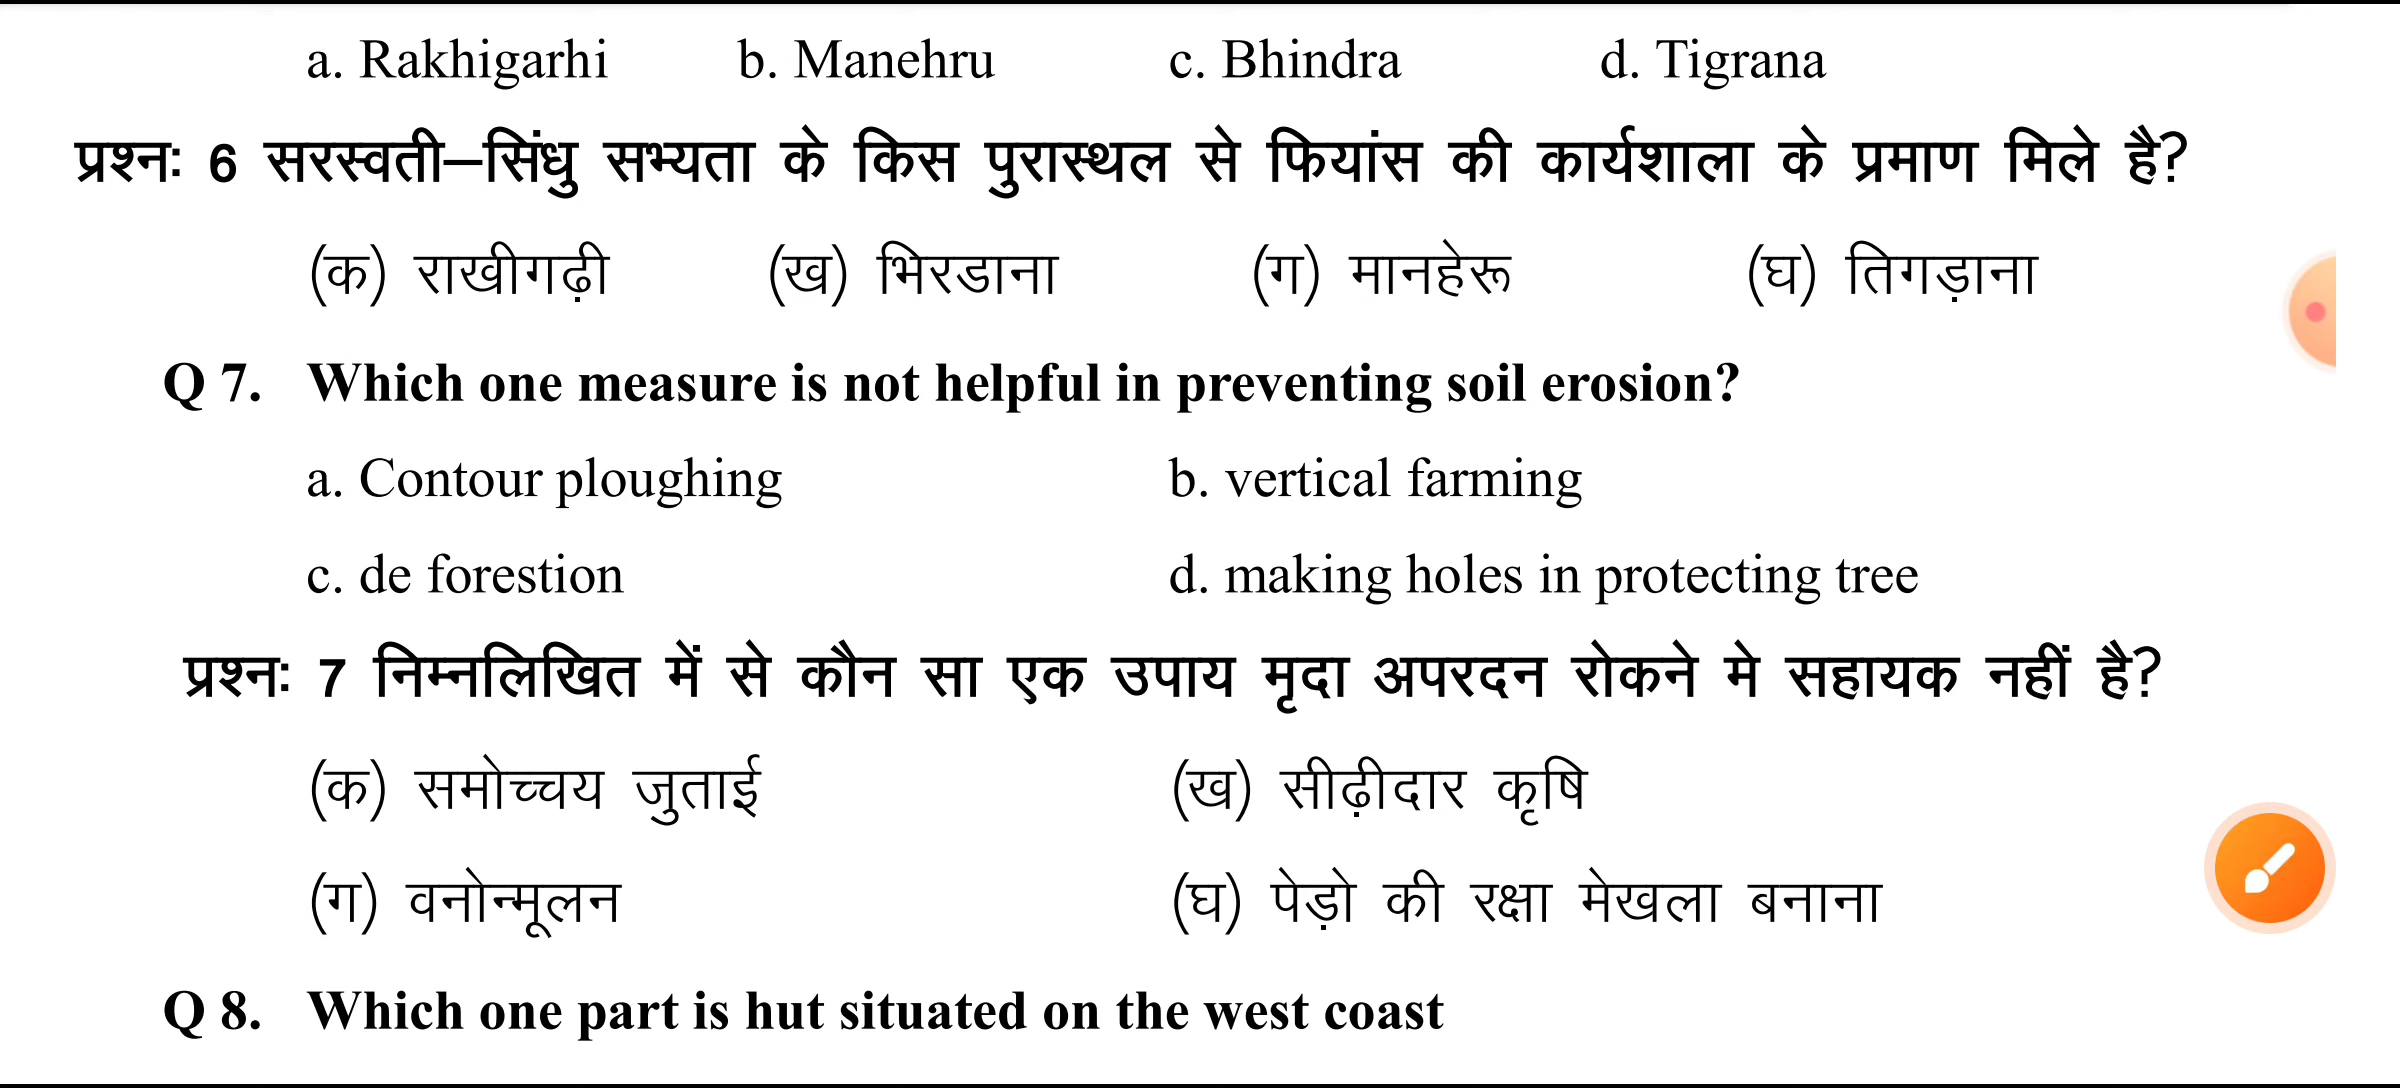 a. Rakhigarhi b. Manehru c. Bhindra d. Tigrana
प्रश्नः 6 सरस्वती–सिंधु सभ्यता के किस पुरास्थल से फियांस की कार्यशाला के प्रमाण मिले है?
(क) राखीगढ़ी (ख) भिरडाना (ग) मानहेरू (घ) तिगड़ाना
Q 7. Which one measure is not helpful in preventing soil erosion?
a. Contour ploughing b. vertical farming
c. de forestion d. making holes in protecting tree
प्रश्नः 7 निम्नलिखित में से कौन सा एक उपाय मृदा अपरदन रोकने मे सहायक नहीं है?
(क) समोच्चय जुताई (ख) सीढ़ीदार कृषि
(ग) वनोन्मूलन (घ) पेड़ो की रक्षा मेखला बनाना
Q 8. Which one part is hut situated on the west coast